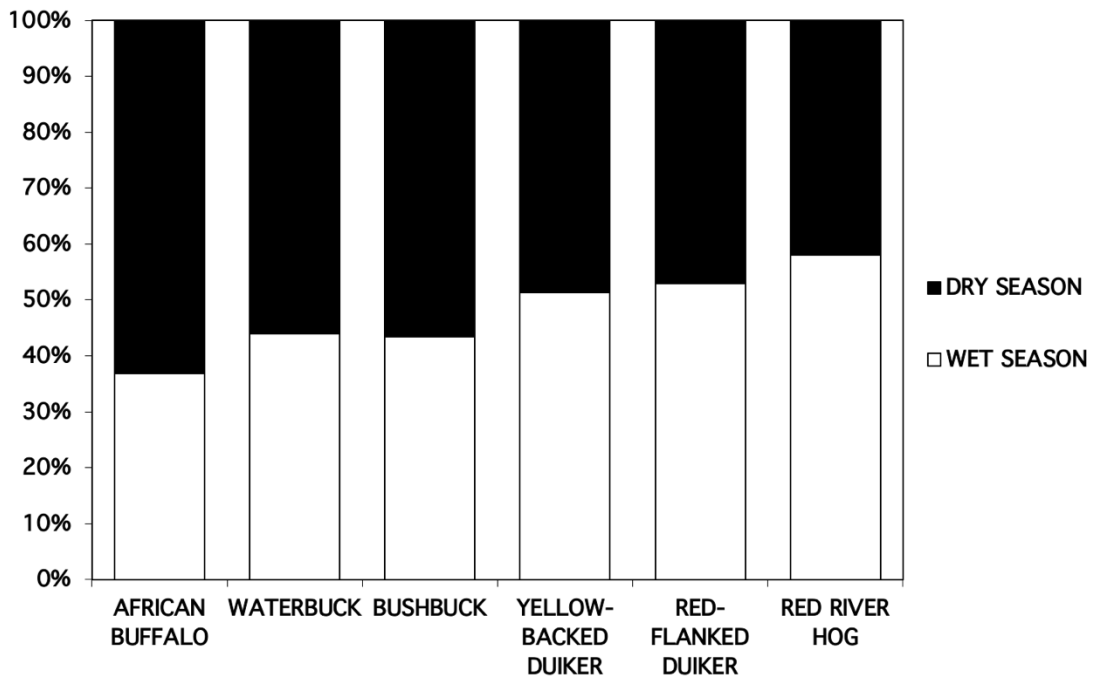 100%
90%
80%
70%
60%
50%
40%
30%
20%
10%
0%
AFRICAN
BUFFALO
WATERBUCK
BUSHBUCK
YELLOW-
BACKED
DUIKER
RED-
FLANKED
DUIKER
RED RIVER
HOG
DRY SEASON
WET SEASON